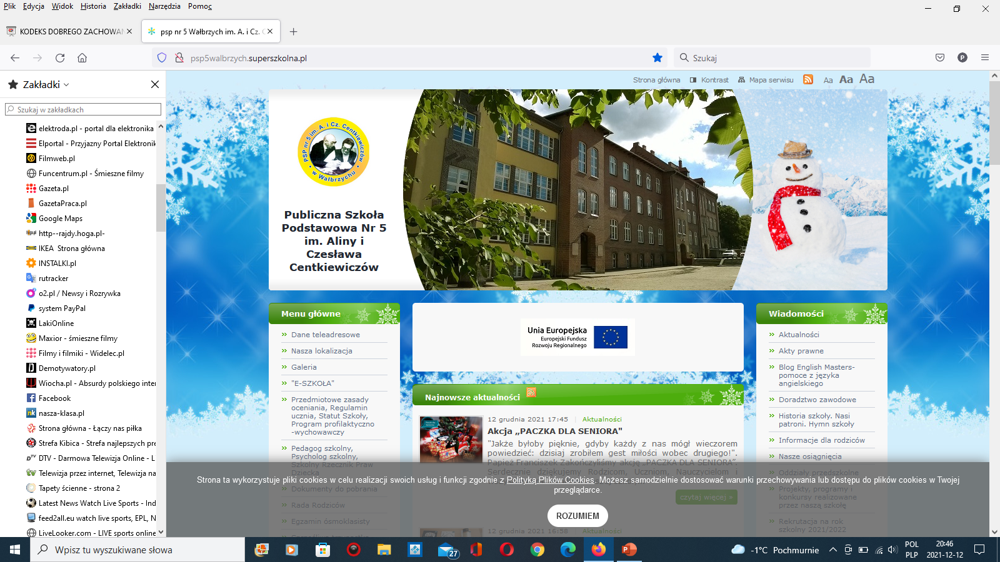 Plik Edycja Widok Historia Zakładki Narzędzia Pomoc
KODEKS DOBREGO ZACHOWAN
psp nr 5 Wałbrzych im. A. i Cz. C
psp5walbrzych.superszkolna.pl
Szukaj
Zakładki
Szukaj w zakładkach
elektroda.pl - portal dla elektronika
Elportal - Przyjazny Portal Elektronik
Filmweb.pl
Funcentrum.pl - Śmieszne filmy
Gazeta.pl
GazetaPraca.pl
Google Maps
http--rajdy.hoga.pl-
IKEA Strona główna
INSTALKI.pl
rutracker
o2.pl / Newsy i Rozrywka
system PayPal
LakiOnline
Maxior - śmieszne filmy
Filmy i filmiki - Widelec.pl
Demotywatory.pl
Wiocha.pl - Absurdy polskiego inter
Facebook
nasza-klasa.pl
Strona główna - Łączy nas piłka
Strefa Kibica - Strefa najlepszych pre
DTV - Darmowa Telewizja Online - L
Telewizja przez internet, Telewizja na
Tapety ścienne - strona 2
Latest News Watch Live Sports - Ind
feed2all.eu watch live sports, EPL, N
LiveLooker.com - LIVE sports online
Strona główna Kontrast Mapa serwisu Aa Aa Aa
PSP nr 5 im. A. i Cz. Centkiewiczów
w Wałbrzychu
Publiczna Szkoła
Podstawowa Nr 5
im. Aliny i
Czesława
Centkiewiczów
Menu główne
Dane teleadresowe
Nasza lokalizacja
Galeria
"E-SZKOŁA"
Przedmiotowe zasady
oceniania, Regulamin
ucznia, Statut Szkoły,
Program profilaktyczno
-wychowawczy
Pedagog szkolny,
Psycholog szkolny,
Szkolny Rzecznik Praw
Dziecka
Dokumenty do pobrania
Rada Rodziców
Egzamin ósmoklasisty
Unia Europejska
Europejski Fundusz
Rozwoju Regionalnego
Najnowsze aktualności
12 grudnia 2021 17:45 | Aktualności
Akcja „PACZKA DLA SENIORA"
"Jakże byłoby pięknie, gdyby każdy z nas mógł wieczorem
powiedzieć: dzisiaj zrobiłem gest miłości wobec drugiego!".
Papież Franciszek Zakończyliśmy akcję „PACZKA DLA SENIORA”.
Serdecznie dziękujemy Rodzicom, Uczniom, Nauczycielom i
czytaj więcej »
12 grudnia 2021 16:58 | Aktualności
Wiadomości
Aktualności
Akty prawne
Blog English Masters-
pomoce z języka
angielskiego
Doradztwo zawodowe
Historia szkoły. Nasi
patroni. Hymn szkoły
Informacje dla rodziców
Nasze osiągnięcia
Oddziały przedszkolne
Projekty, programy i
konkursy realizowane
przez naszą szkołę
Rekrutacja na rok
szkolny 2021/2022
Strona ta wykorzystuje pliki cookies w celu realizacji swoich usług i funkcji zgodnie z Polityką Plików Cookies. Możesz samodzielnie dostosować warunki przechowywania lub dostępu do plików cookies w Twojej
przeglądarce.
ROZUMIEM
Wpisz tu wyszukiwane słowa
27
-1°C Pochmurnie
POL
PLP
20:46
2021-12-12